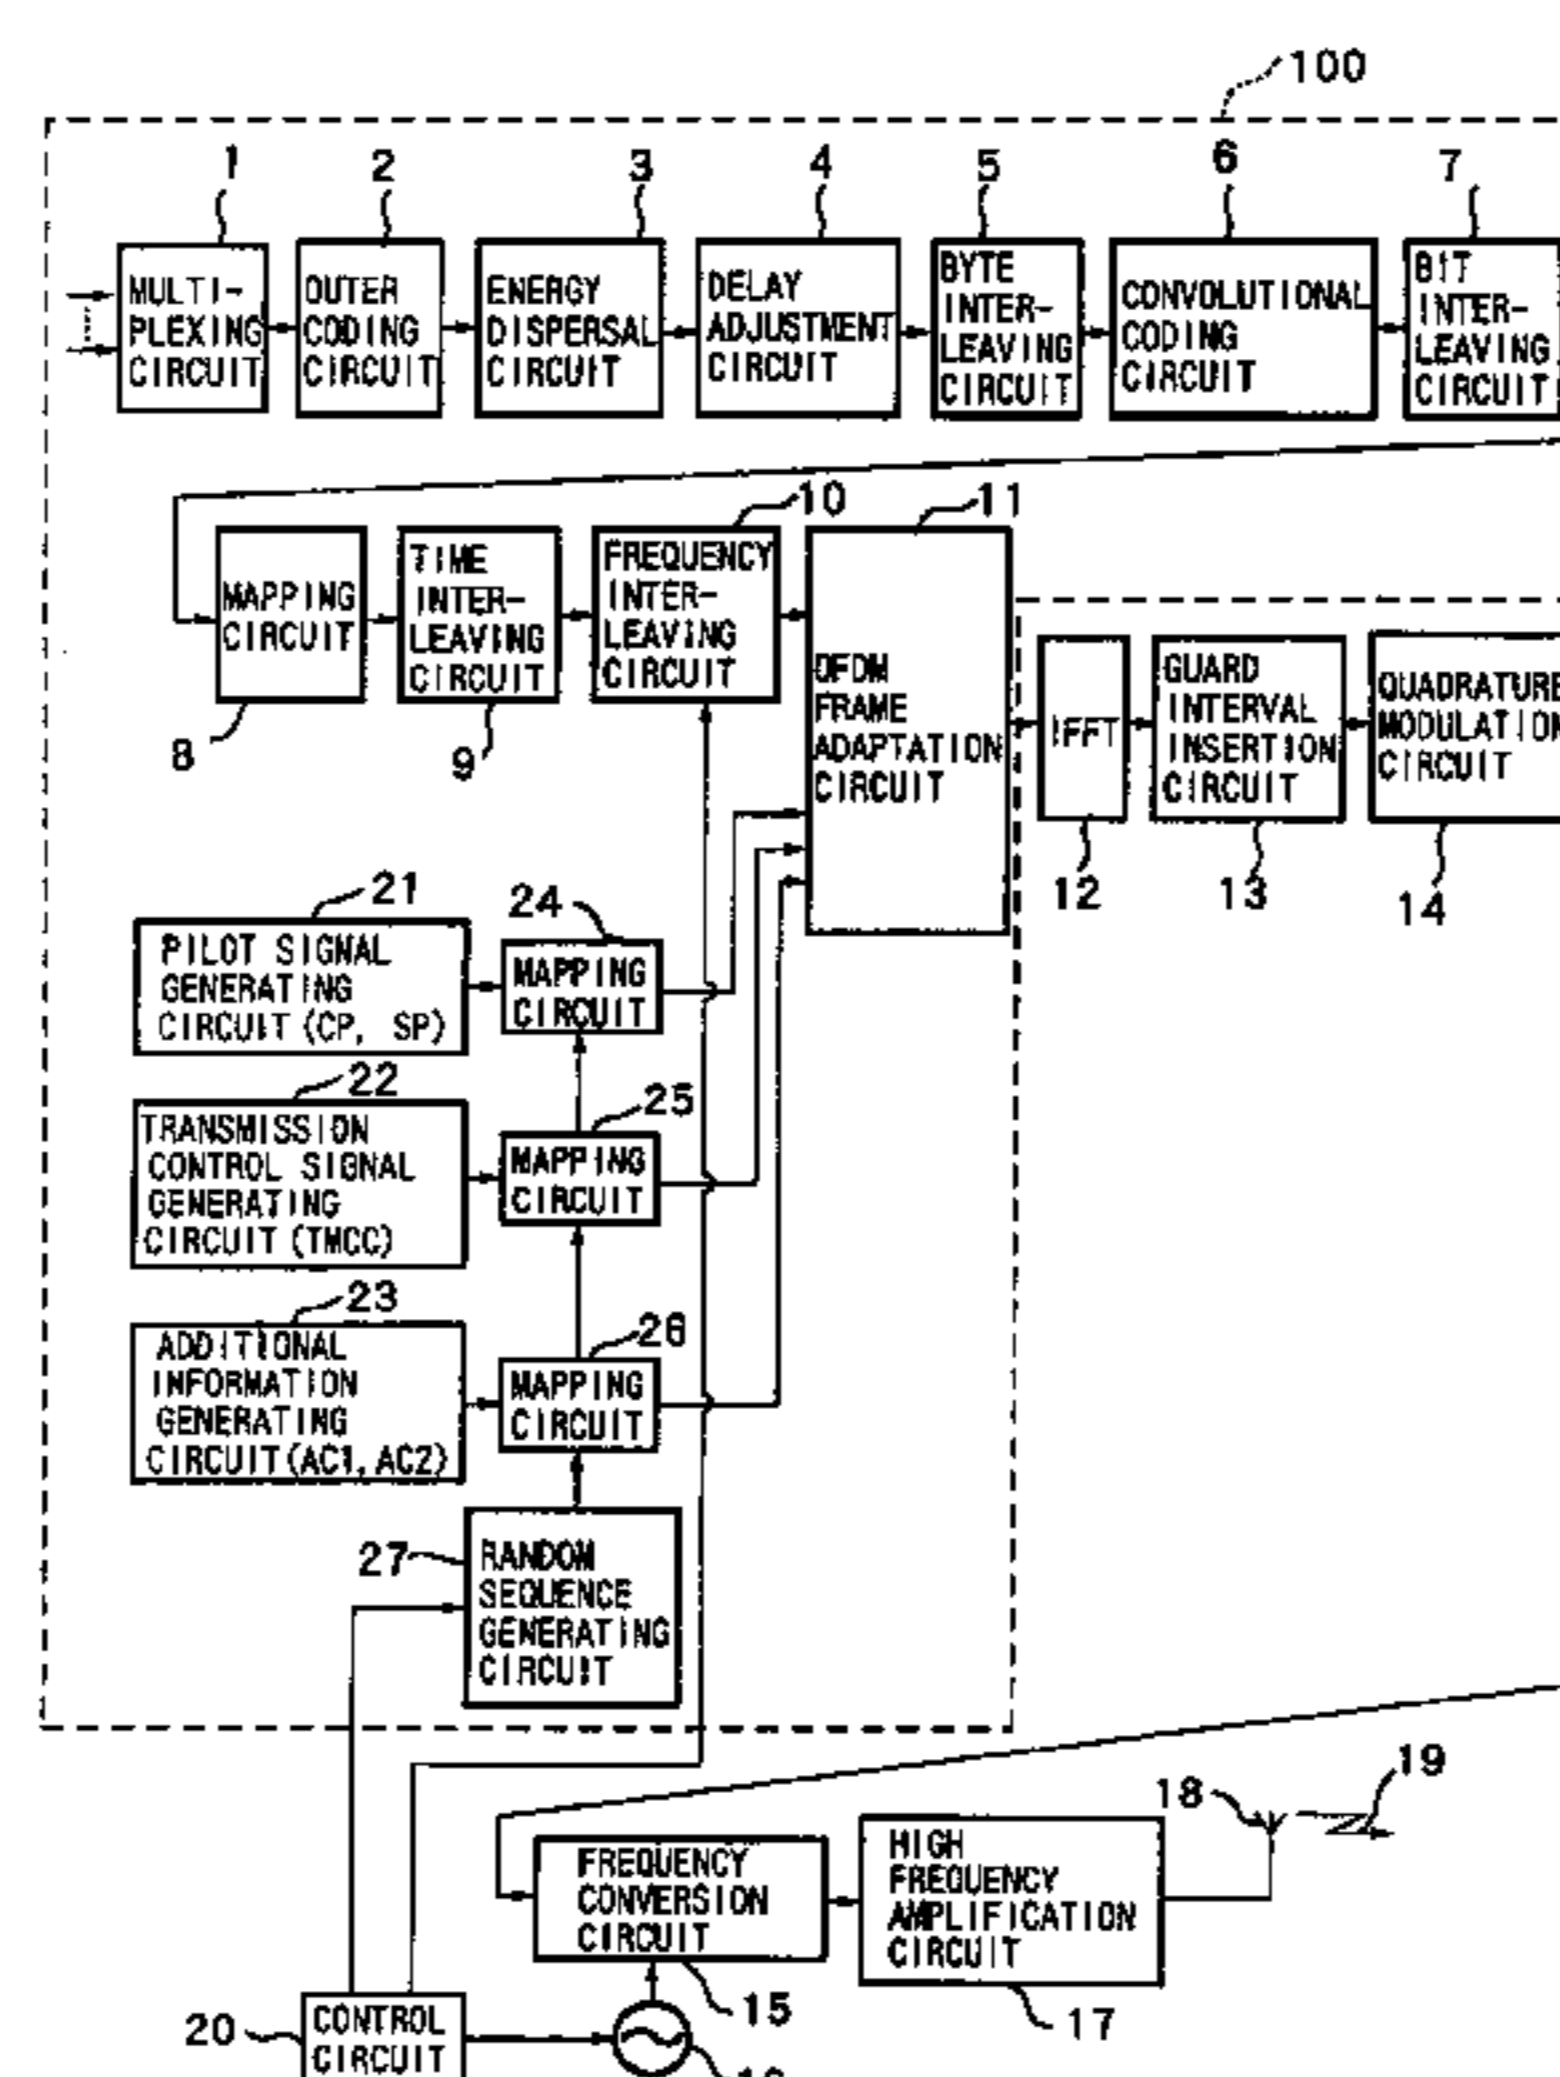 100
1
2
3
4
5
6
7
MULTI-
PLEXING
CIRCUIT
OUTER
CODING
CIRCUIT
ENERGY
DISPERSAL
CIRCUIT
DELAY
ADJUSTMENT
CIRCUIT
BYTE
INTER-
LEAVING
CIRCUIT
CONVOLUTIONAL
CODING
CIRCUIT
BIT
INTER-
LEAVING
CIRCUIT
10
11
MAPPING
CIRCUIT
TIME
INTER-
LEAVING
CIRCUIT
FREQUENCY
INTER-
LEAVING
CIRCUIT
OFDM
FRAME
ADAPTATION
CIRCUIT
IFFT
GUARD
INTERVAL
INSERTION
CIRCUIT
QUADRATURE
MODULATION
CIRCUIT
8
9
12
13
14
21
24
PILOT SIGNAL
GENERATING
CIRCUIT (CP, SP)
MAPPING
CIRCUIT
22
25
TRANSMISSION
CONTROL SIGNAL
GENERATING
CIRCUIT (TMCC)
MAPPING
CIRCUIT
23
26
ADDITIONAL
INFORMATION
GENERATING
CIRCUIT (AC1, AC2)
MAPPING
CIRCUIT
27
RANDOM
SEQUENCE
GENERATING
CIRCUIT
18
19
FREQUENCY
CONVERSION
CIRCUIT
HIGH
FREQUENCY
AMPLIFICATION
CIRCUIT
15
17
20
CONTROL
CIRCUIT